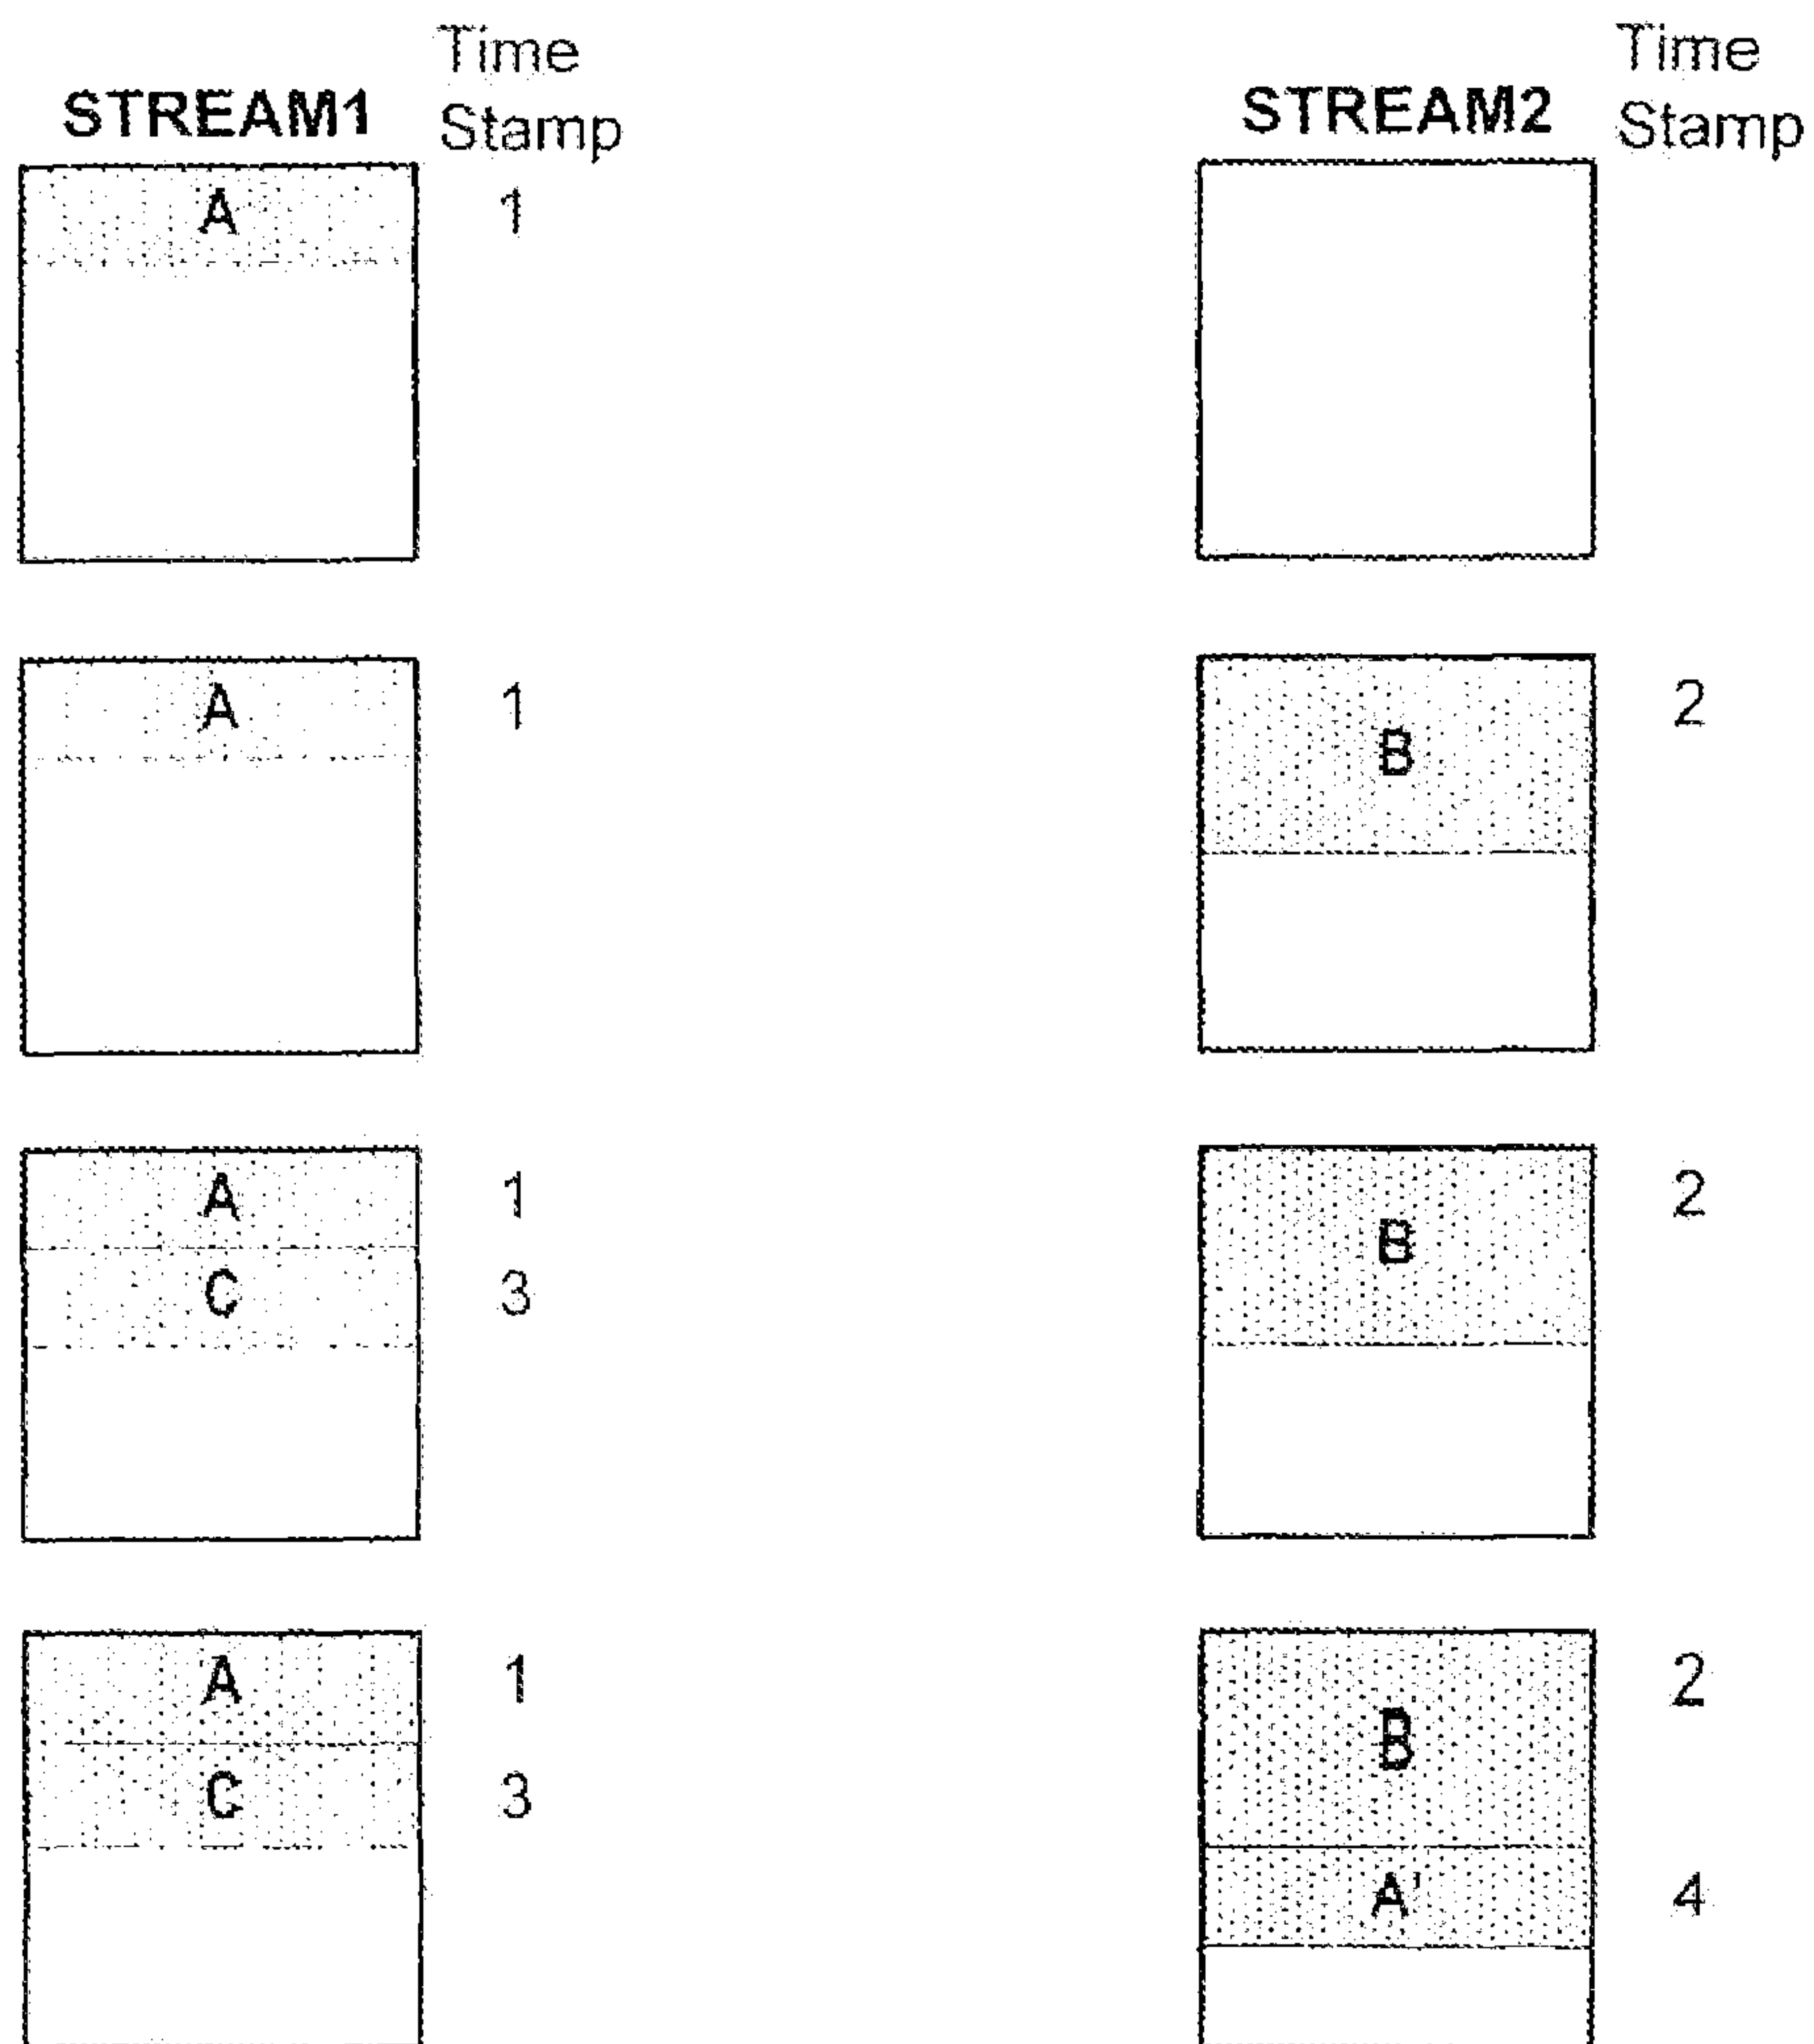 Time
STREAM1 Stamp
Time
STREAM2 Stamp
A 1
A 1
B 2
A 1
C 3
B 2
A 1
C 3
B 2
A' 4